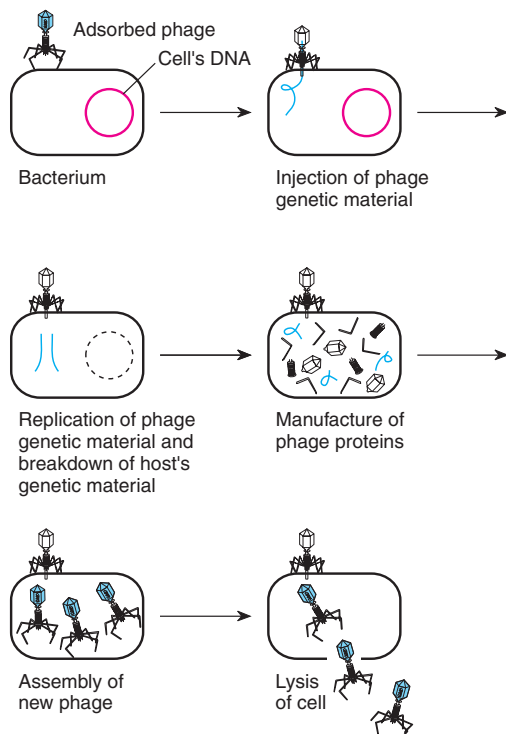 Adsorbed phage
Cell's DNA
Bacterium
Injection of phage
genetic material
Replication of phage
genetic material and
breakdown of host's
genetic material
Manufacture of
phage proteins
Assembly of
new phage
Lysis
of cell